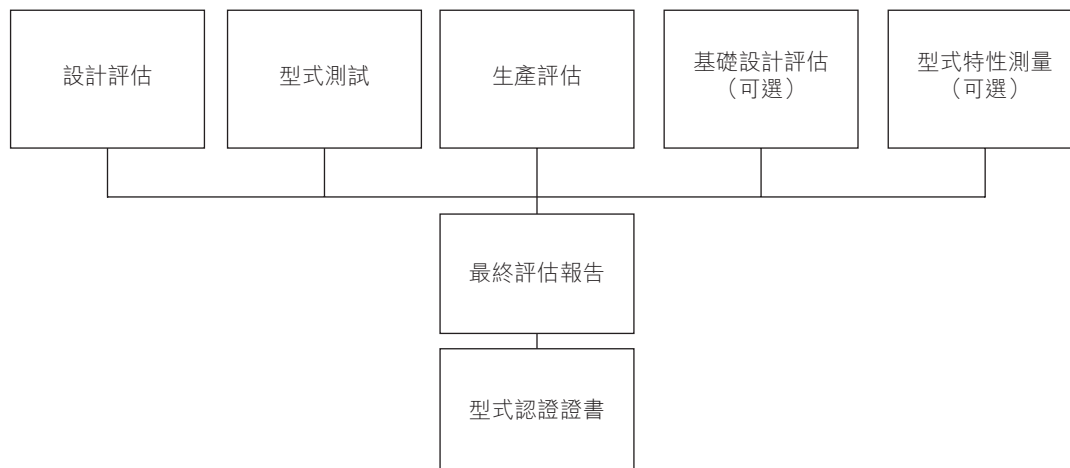 設計評估
型式測試
生產評估
基礎設計評估
（可選）
型式特性測量
（可選）
最終評估報告
型式認證證書